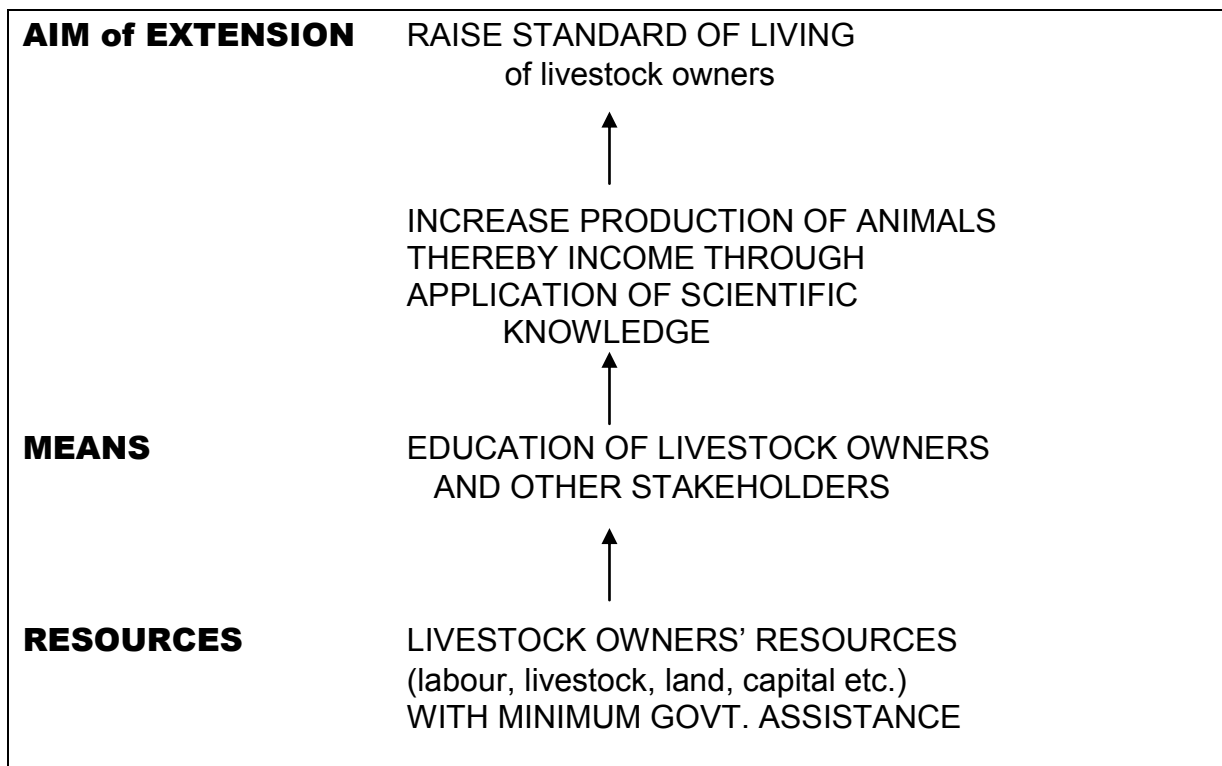 AIM of EXTENSION RAISE STANDARD OF LIVING
of livestock owners
INCREASE PRODUCTION OF ANIMALS
THEREBY INCOME THROUGH
APPLICATION OF SCIENTIFIC
KNOWLEDGE
MEANS EDUCATION OF LIVESTOCK OWNERS
AND OTHER STAKEHOLDERS
RESOURCES LIVESTOCK OWNERS’ RESOURCES
(labour, livestock, land, capital etc.)
WITH MINIMUM GOVT. ASSISTANCE